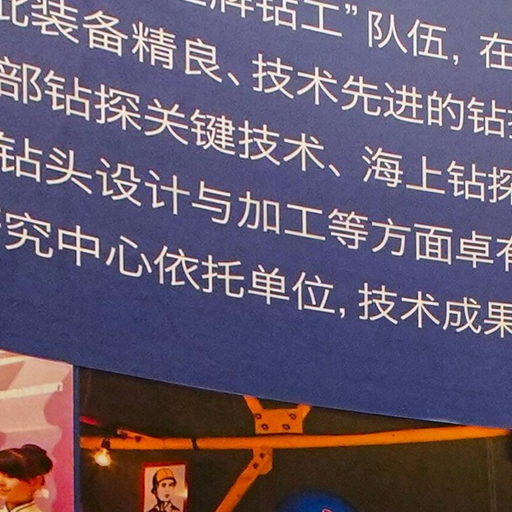 牌钻工”队伍，在
批装备精良、技术先进的钻
部钻探关键技术、海上钻探
钻头设计与加工等方面卓有
究中心依托单位，技术成果